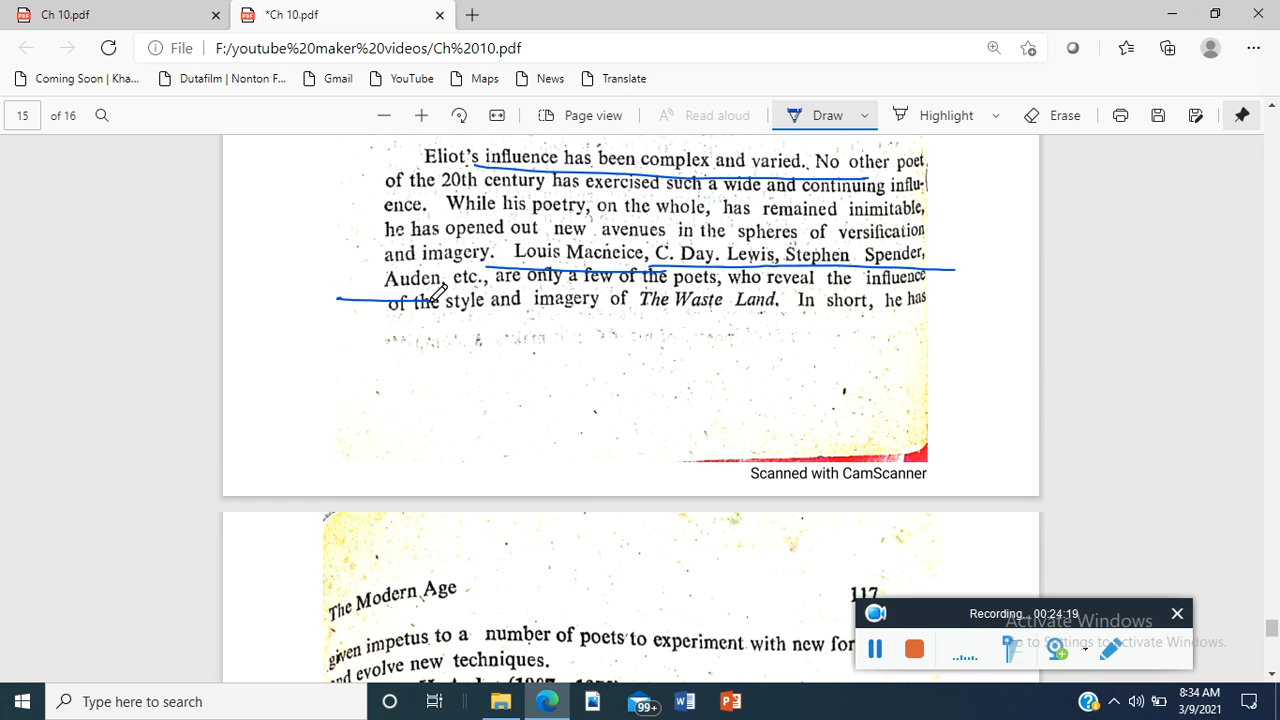 Ch 10.pdf
*Ch 10.pdf
File
F:/youtube%20maker%20videos/Ch%2010.pdf
Coming Soon | Kha...
Dutafilm | Nonton F...
Gmail
YouTube
Maps
News
Translate
15
of 16
Page view
Read aloud
Draw
Highlight
Erase
Eliot's influence has been complex and varied. No other poet
of the 20th century has exercised such a wide and continuing influ-
ence. While his poetry, on the whole, has remained inimitable,
he has opened out new avenues in the spheres of versification
and imagery. Louis Macneice, C. Day. Lewis, Stephen Spender,
Auden, etc., are only a few of the poets, who reveal the influence
of the style and imagery of The Waste Land. In short, he has
Scanned with CamScanner
The Modern Age
117
given impetus to a number of poets to experiment with new for
and evolve new techniques.
Recording... 00:24:19
Activate Windows
Go to Settings to activate Windows.
Type here to search
99+
8:34 AM
3/9/2021